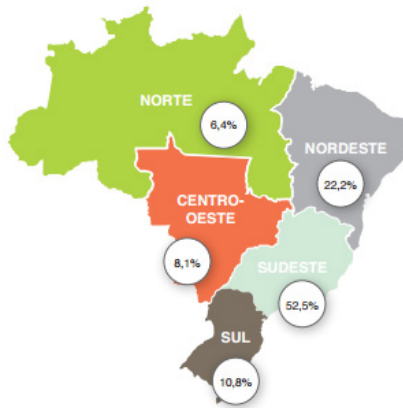 NORTE
6,4%
NORDESTE
22,2%
CENTRO-
OESTE
8,1%
SUDESTE
52,5%
SUL
10,8%